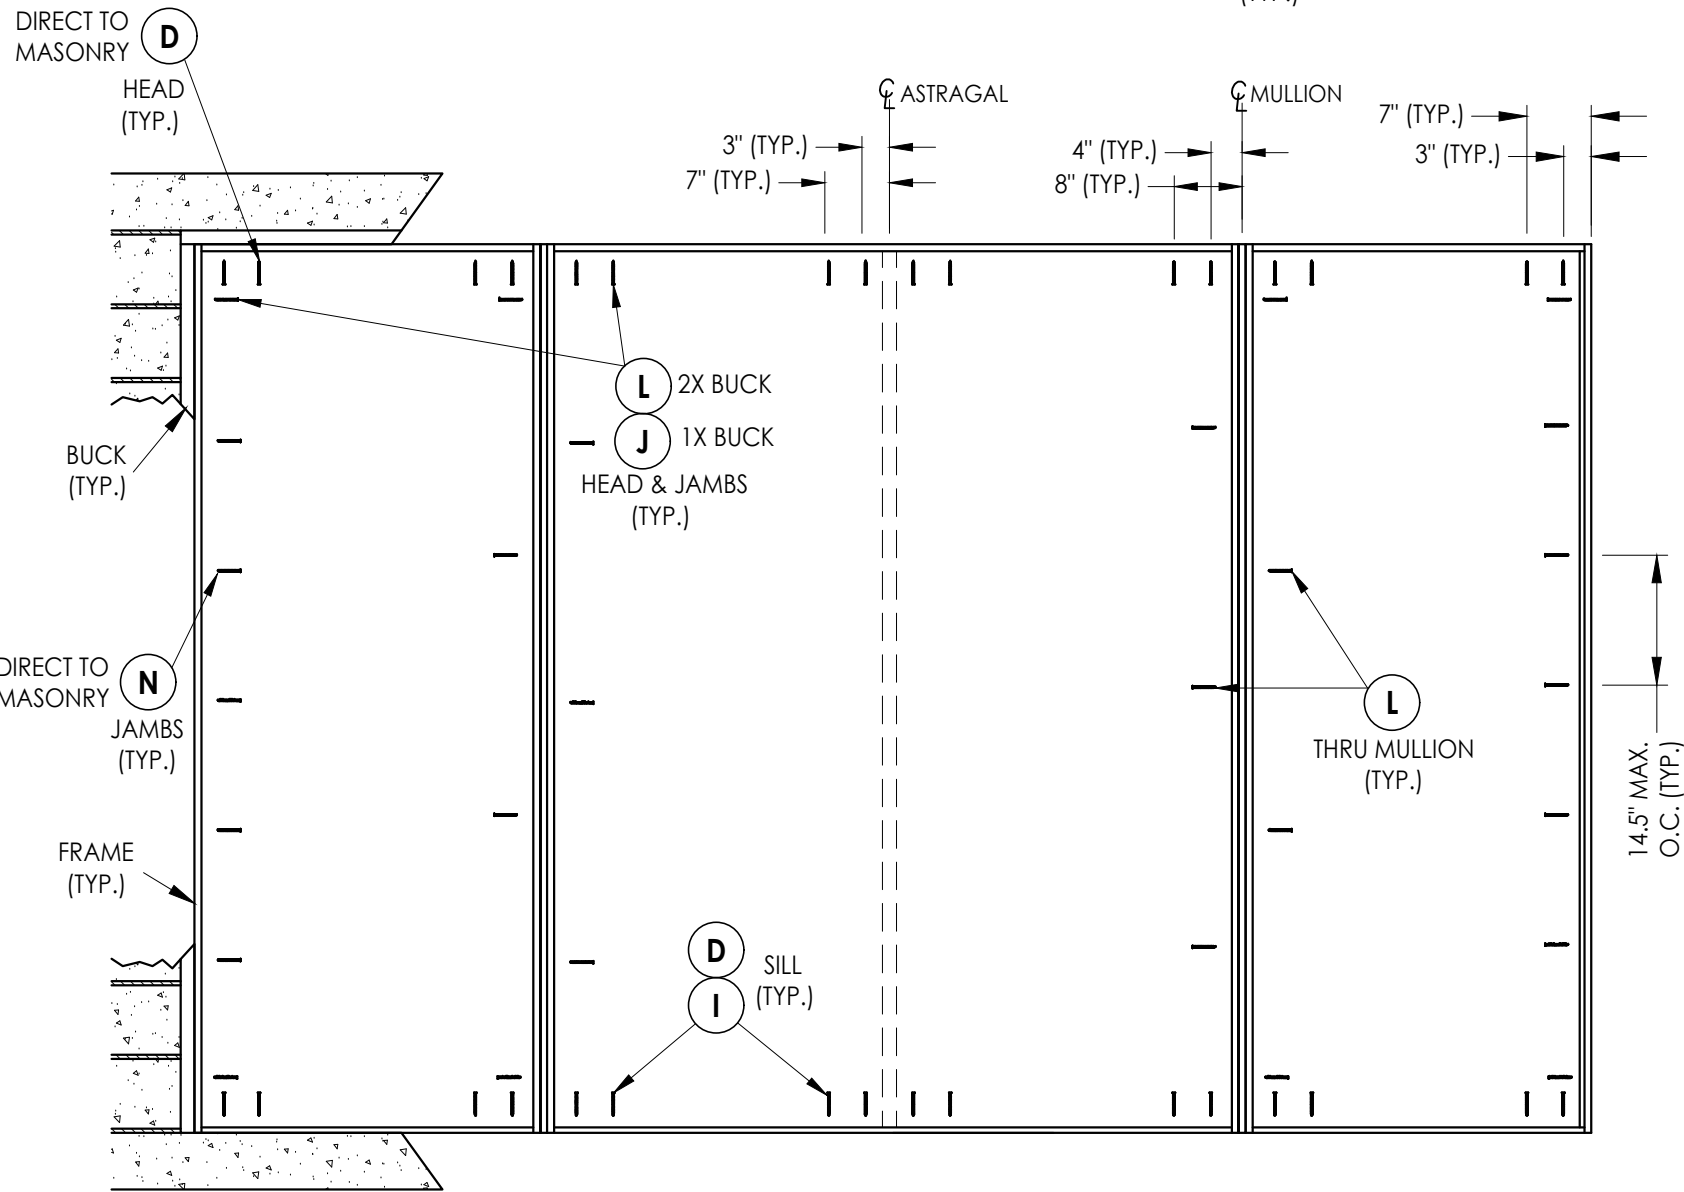 (TYP.)
DIRECT TO
MASONRY
D
HEAD
(TYP.)
℄ ASTRAGAL
℄ MULLION
7" (TYP.)
3" (TYP.)
3" (TYP.)
7" (TYP.)
4" (TYP.)
8" (TYP.)
L 2X BUCK
J 1X BUCK
HEAD & JAMBS
(TYP.)
BUCK
(TYP.)
DIRECT TO
MASONRY
N
JAMBS
(TYP.)
L
THRU MULLION
(TYP.)
14.5" MAX.
O.C. (TYP.)
FRAME
(TYP.)
D
I
SILL
(TYP.)